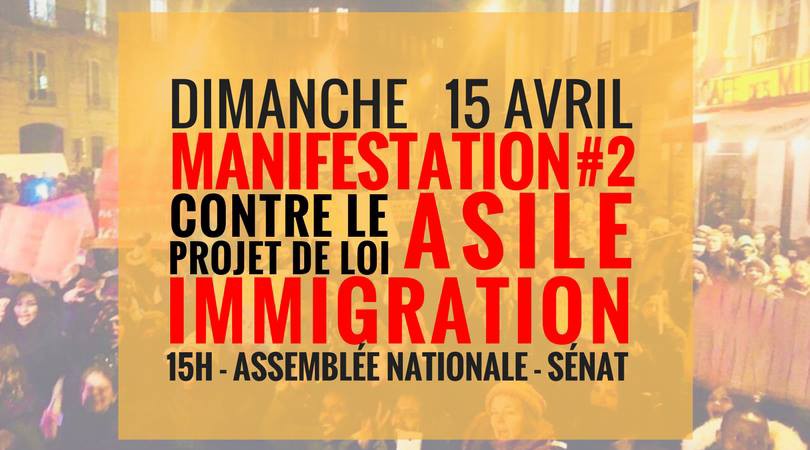 DIMANCHE 15 AVRIL
MANIFESTATION #2
CONTRE LE
PROJET DE LOI
ASILE
IMMIGRATION
15H - ASSEMBLÉE NATIONALE - SÉNAT